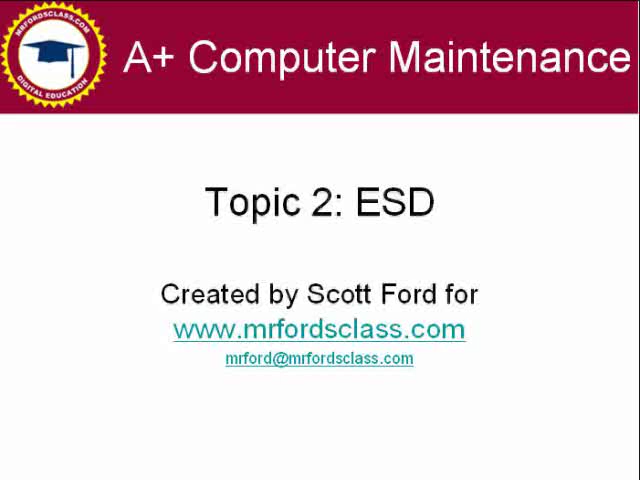 MRFORDSCLASS.COM
DIGITAL EDUCATION
A+ Computer Maintenance
Topic 2: ESD
Created by Scott Ford for
www.mrfordsclass.com
mrford@mrfordsclass.com